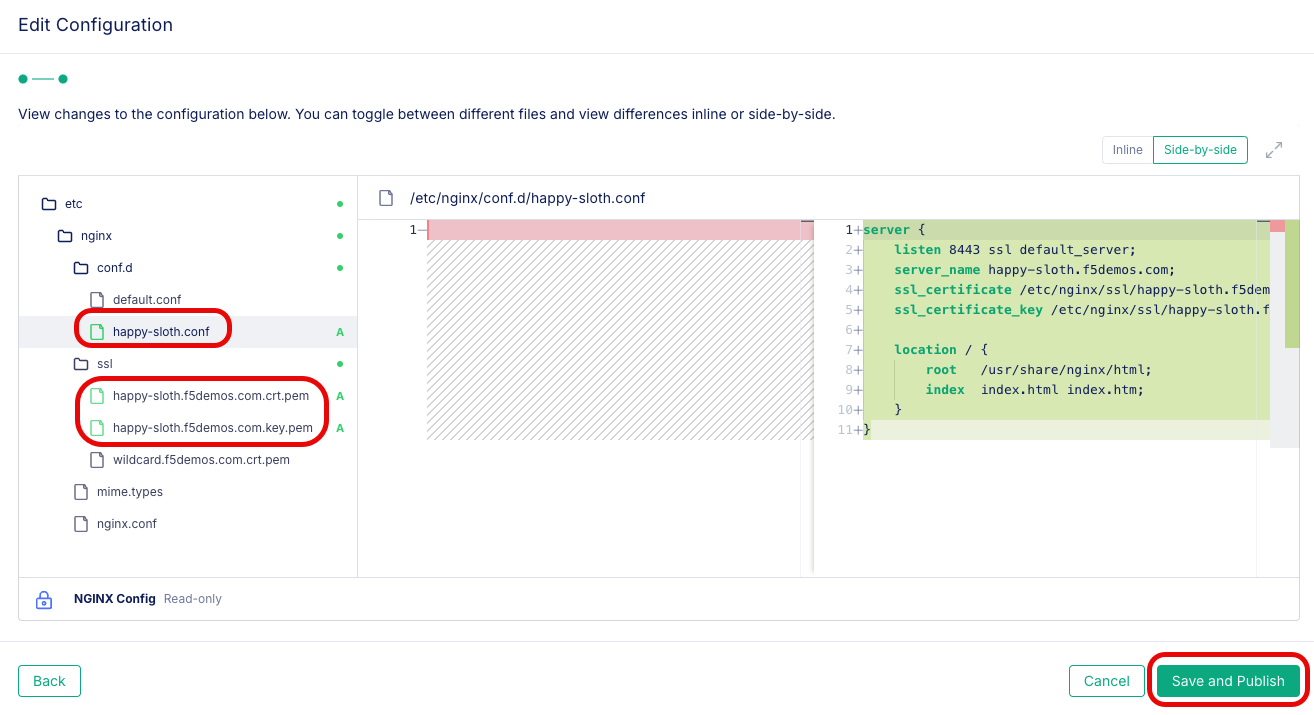 Edit Configuration
View changes to the configuration below. You can toggle between different files and view differences inline or side-by-side.
Inline Side-by-side
etc
nginx
conf.d
default.conf
happy-sloth.conf A
ssl
happy-sloth.f5demos.com.crt.pem A
happy-sloth.f5demos.com.key.pem A
wildcard.f5demos.com.crt.pem
mime.types
nginx.conf
/etc/nginx/conf.d/happy-sloth.conf
1−
1+server {
2+    listen 8443 ssl default_server;
3+    server_name happy-sloth.f5demos.com;
4+    ssl_certificate /etc/nginx/ssl/happy-sloth.f5dem
5+    ssl_certificate_key /etc/nginx/ssl/happy-sloth.f
6+
7+    location / {
8+        root   /usr/share/nginx/html;
9+        index  index.html index.htm;
10+    }
11+}
NGINX Config Read-only
Back
Cancel
Save and Publish